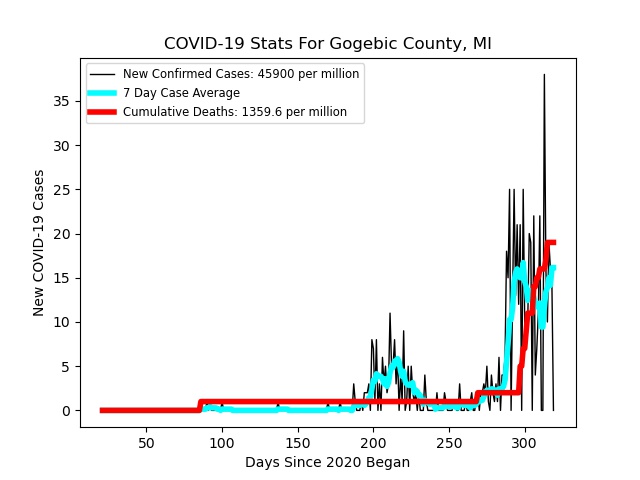 COVID-19 Stats For Gogebic County, MI
New Confirmed Cases: 45900 per million
7 Day Case Average
Cumulative Deaths: 1359.6 per million
New COVID-19 Cases
35
30
25
20
15
10
5
0
50 100 150 200 250 300
Days Since 2020 Began